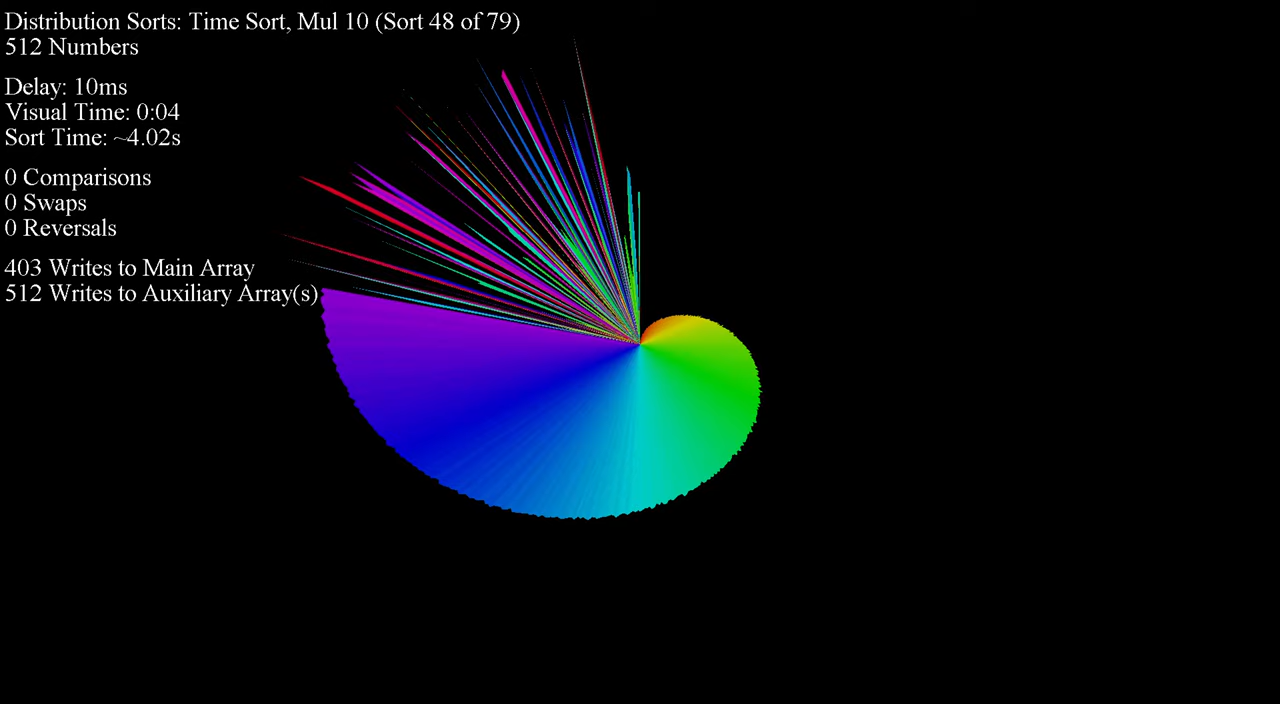 Distribution Sorts: Time Sort, Mul 10 (Sort 48 of 79)
512 Numbers
Delay: 10ms
Visual Time: 0:04
Sort Time: ~4.02s
0 Comparisons
0 Swaps
0 Reversals
403 Writes to Main Array
512 Writes to Auxiliary Array(s)